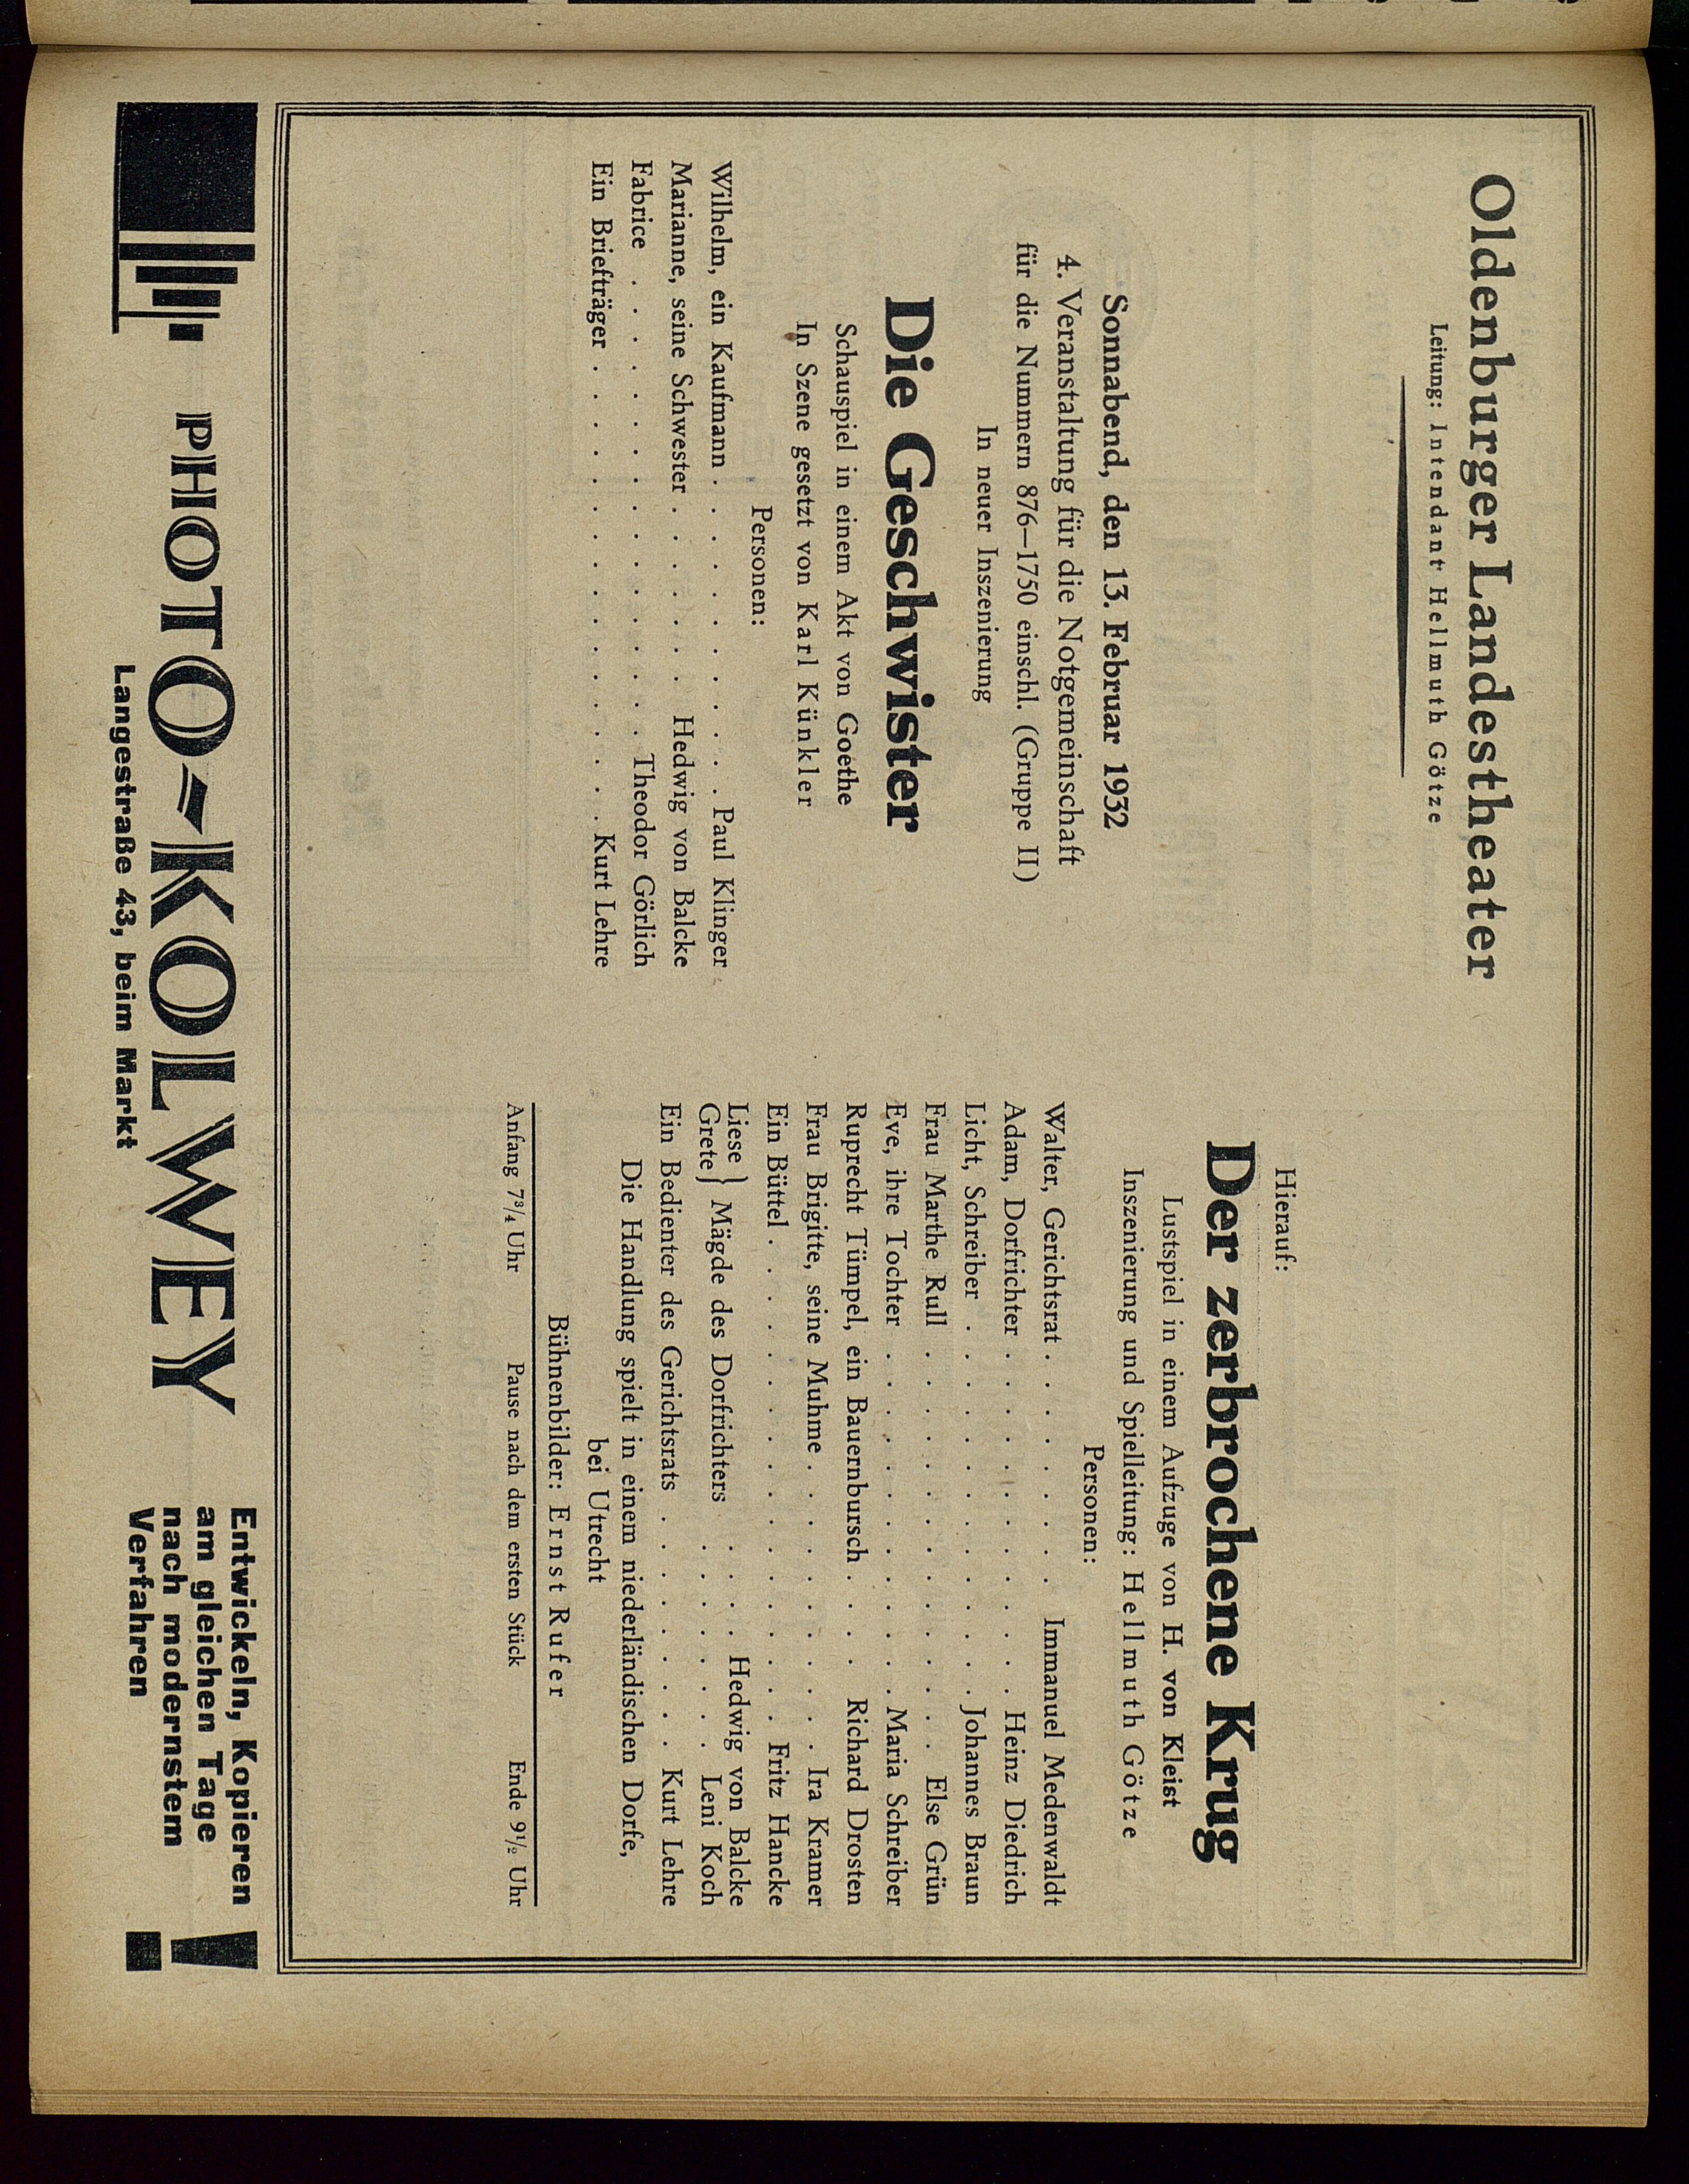 Oldenburger Landestheater
Leitung: Intendant Hellmuth Götze
Sonnabend, den 13. Februar 1932
4. Veranstaltung für die Notgemeinschaft
für die Nummern 876—1750 einschl. (Gruppe II)
In neuer Inszenierung
Die Geschwister
Schauspiel in einem Akt von Goethe
In Szene gesetzt von Karl Künkler
Personen:
Wilhelm, ein Kaufmann . . . . . . . . . . . Paul Klinger
Marianne, seine Schwester . . . . . . . Hedwig von Balcke
Fabrice . . . . . . . . . . . . . . . . . Theodor Görlich
Ein Briefträger . . . . . . . . . . . . . . . . . Kurt Lehre
Hierauf:
Der zerbrochene Krug
Lustspiel in einem Aufzuge von H. von Kleist
Inszenierung und Spielleitung: Hellmuth Götze
Personen:
Walter, Gerichtsrat . . . . . . . . . Immanuel Medenwaldt
Adam, Dorfrichter . . . . . . . . . . . . . Heinz Diedrich
Licht, Schreiber . . . . . . . . . . . . . . Johannes Braun
Frau Marthe Rull . . . . . . . . . . . . . . . Else Grün
Eve, ihre Tochter . . . . . . . . . . . . . Maria Schreiber
Ruprecht Tümpel, ein Bauernbursch . . . . Richard Drosten
Frau Brigitte, seine Muhme . . . . . . . . . . . Ira Kramer
Ein Büttel . . . . . . . . . . . . . . . . . . Fritz Hancke
Liese } Mägde des Dorfrichters . . . . Hedwig von Balcke
Grete } . . . . . . . . Leni Koch
Ein Bedienter des Gerichtsrats . . . . . . . . . Kurt Lehre
Die Handlung spielt in einem niederländischen Dorfe,
bei Utrecht
Bühnenbilder: Ernst Rufer
Anfang 7¾ Uhr Pause nach dem ersten Stück Ende 9½ Uhr
PHOTO-KOLWEY
Langestraße 43, beim Markt
Entwickeln, Kopieren
am gleichen Tage
nach modernstem
Verfahren !